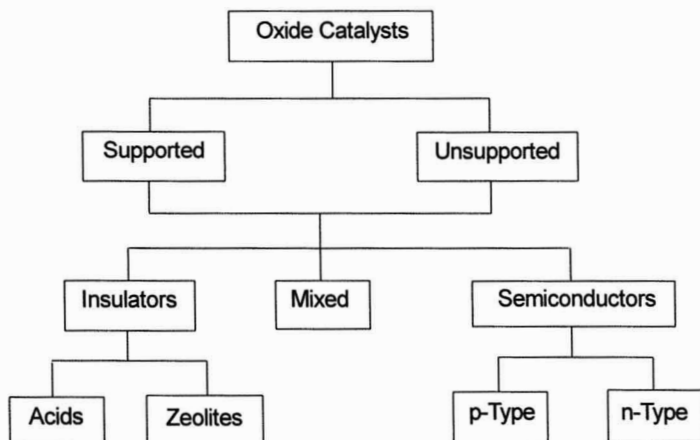 Oxide Catalysts
Supported
Unsupported
Insulators
Mixed
Semiconductors
Acids
Zeolites
p-Type
n-Type